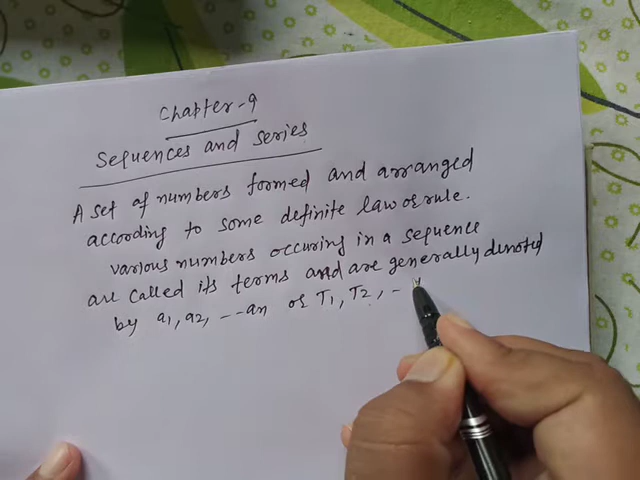 Chapter-9
Sequences and series
A set of numbers formed and arranged
according to some definite law or rule.
various numbers occuring in a sequence
are called its terms and are generally denoted
by a1, a2, ---an or T1, T2, -